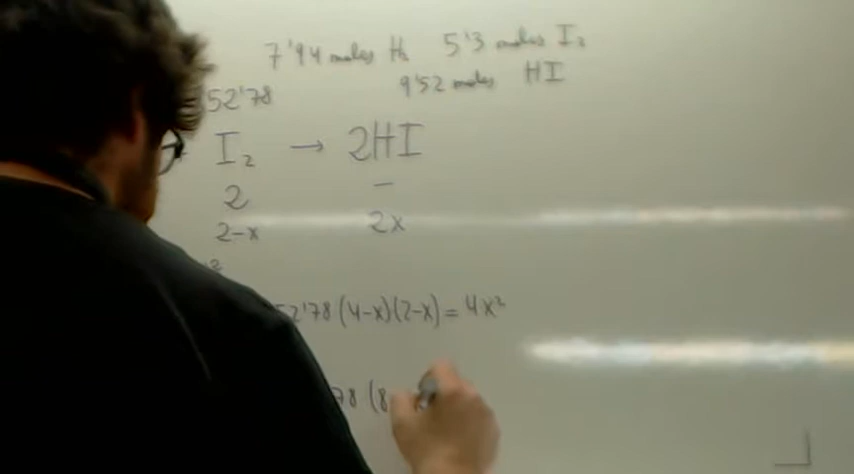 7'94 moles H₂ 5'3 moles I₂
9'52 moles HI
52'78
I₂ → 2HI
2 –
2-x 2x
2
52'78 (4-x)(2-x) = 4x²
78 (8